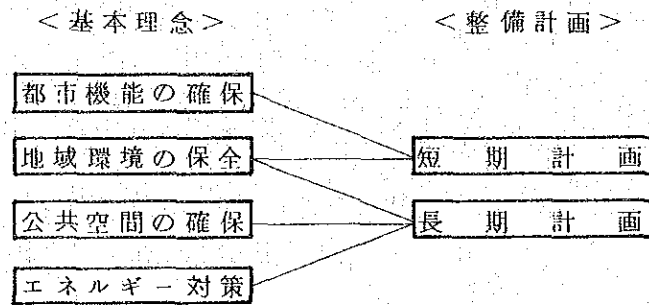 ＜基本理念＞　＜整備計画＞
都市機能の確保
地域環境の保全　短期計画
公共空間の確保　長期計画
エネルギー対策